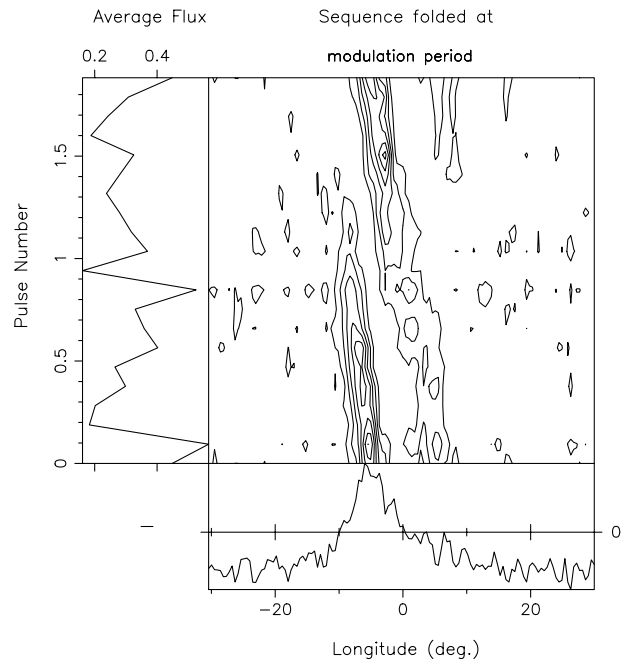 Average Flux
Sequence folded at
0.2 0.4
modulation period
Pulse Number
1.5
1
0.5
0
0
−20 0 20
Longitude (deg.)